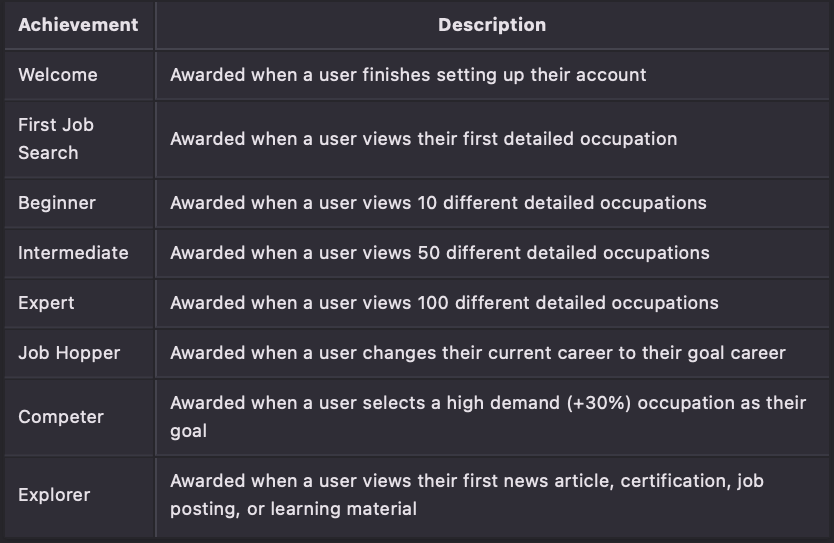 Achievement Description
Welcome Awarded when a user finishes setting up their account
First Job
Search
Awarded when a user views their first detailed occupation
Beginner Awarded when a user views 10 different detailed occupations
Intermediate Awarded when a user views 50 different detailed occupations
Expert Awarded when a user views 100 different detailed occupations
Job Hopper Awarded when a user changes their current career to their goal career
Competer
Awarded when a user selects a high demand (+30%) occupation as their
goal
Explorer
Awarded when a user views their first news article, certification, job
posting, or learning material